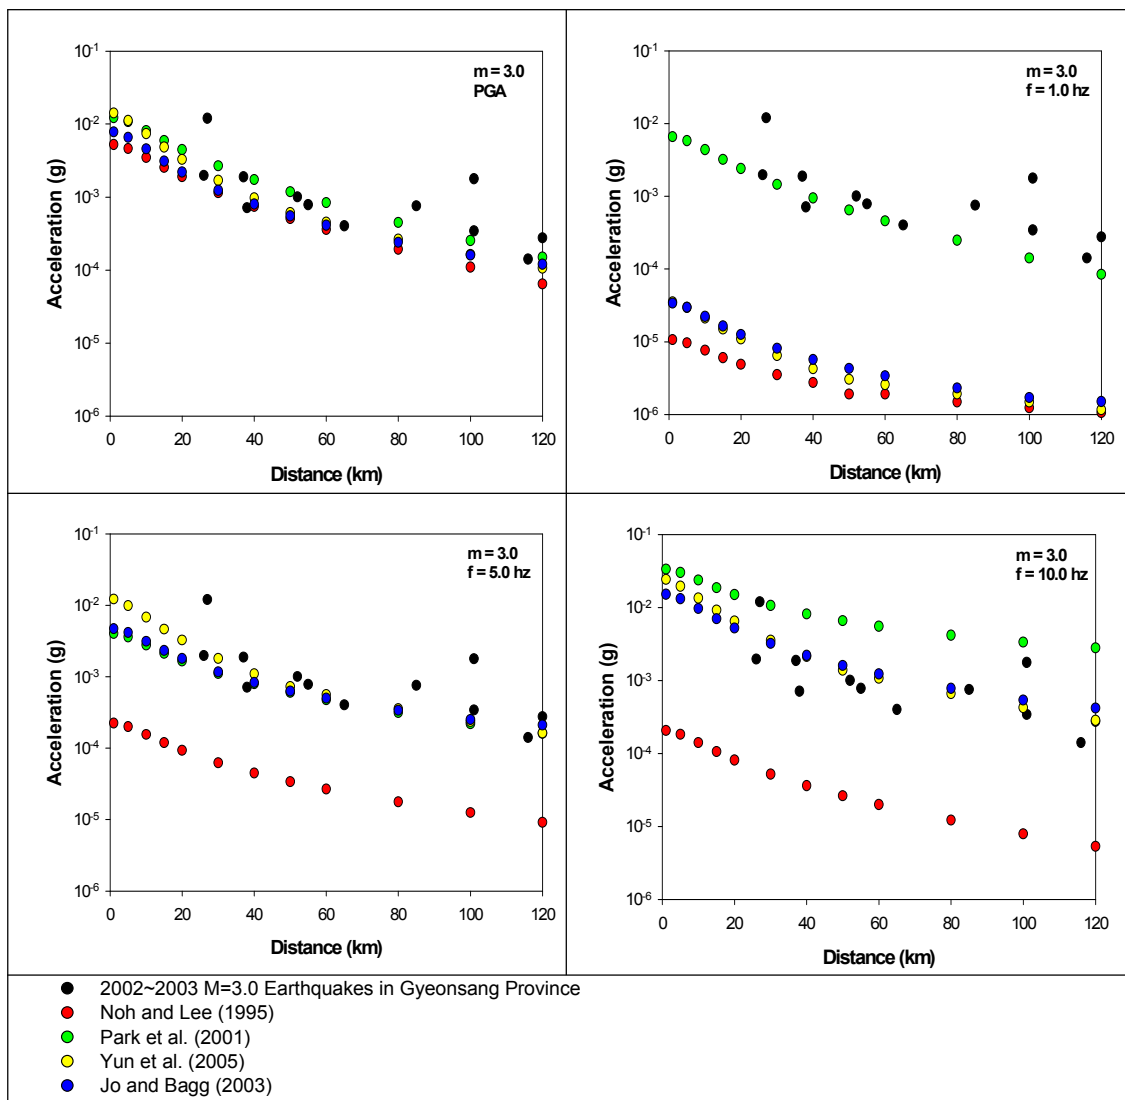 10-1
m = 3.0
PGA
10-2
10-3
10-4
10-5
10-6
Acceleration (g)
0 20 40 60 80 100 120
Distance (km)
10-1
m = 3.0
f = 1.0 hz
10-2
10-3
10-4
10-5
10-6
Acceleration (g)
0 20 40 60 80 100 120
Distance (km)
10-1
m = 3.0
f = 5.0 hz
10-2
10-3
10-4
10-5
10-6
Acceleration (g)
0 20 40 60 80 100 120
Distance (km)
10-1
m = 3.0
f = 10.0 hz
10-2
10-3
10-4
10-5
10-6
Acceleration (g)
0 20 40 60 80 100 120
Distance (km)
2002~2003 M=3.0 Earthquakes in Gyeonsang Province
Noh and Lee (1995)
Park et al. (2001)
Yun et al. (2005)
Jo and Bagg (2003)